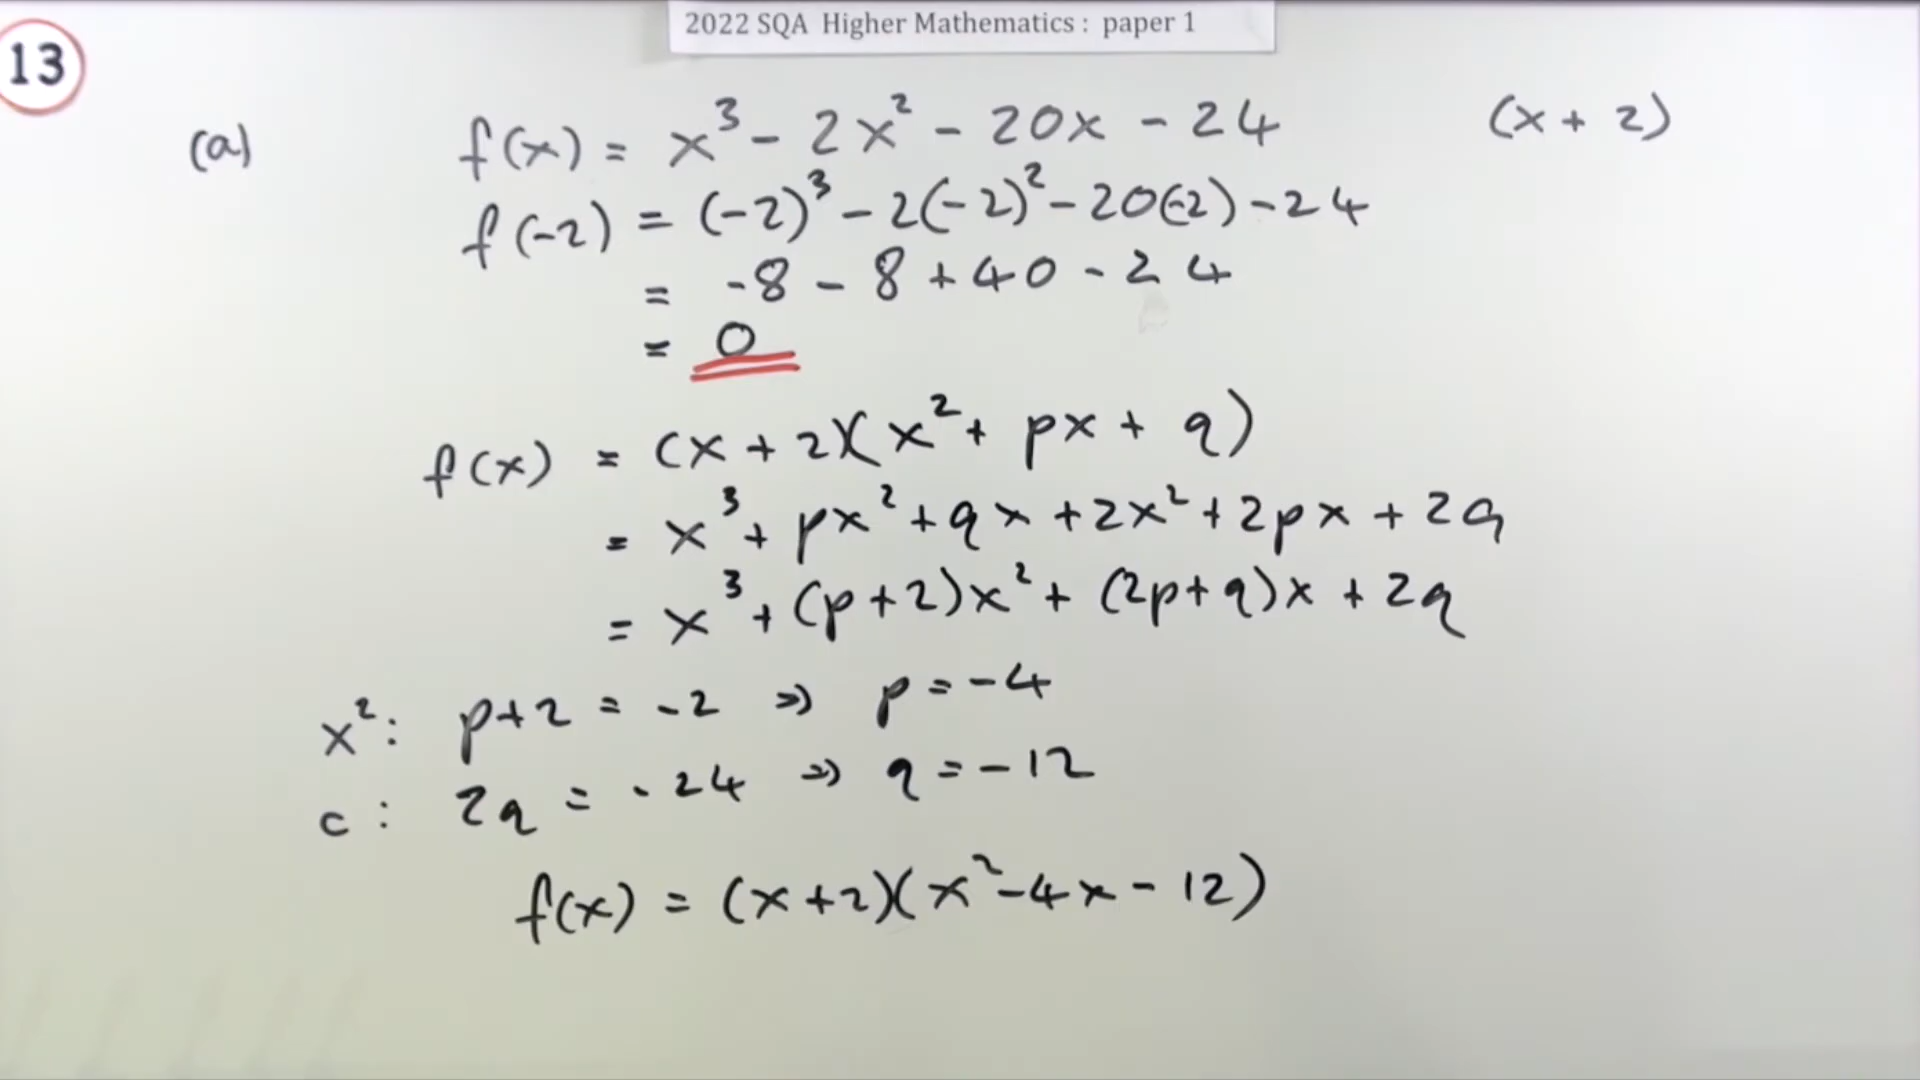 2022 SQA Higher Mathematics : paper 1
13
(a) f(x) = x³ - 2x² - 20x - 24 (x + 2)
f(-2) = (-2)³ - 2(-2)² - 20(-2) - 24
= -8 - 8 + 40 - 24
= 0
f(x) = (x + 2)(x² + px + q)
= x³ + px² + qx + 2x² + 2px + 2q
= x³ + (p+2)x² + (2p+q)x + 2q
x²: p+2 = -2 ⇒ p = -4
c: 2q = -24 ⇒ q = -12
f(x) = (x+2)(x² - 4x - 12)